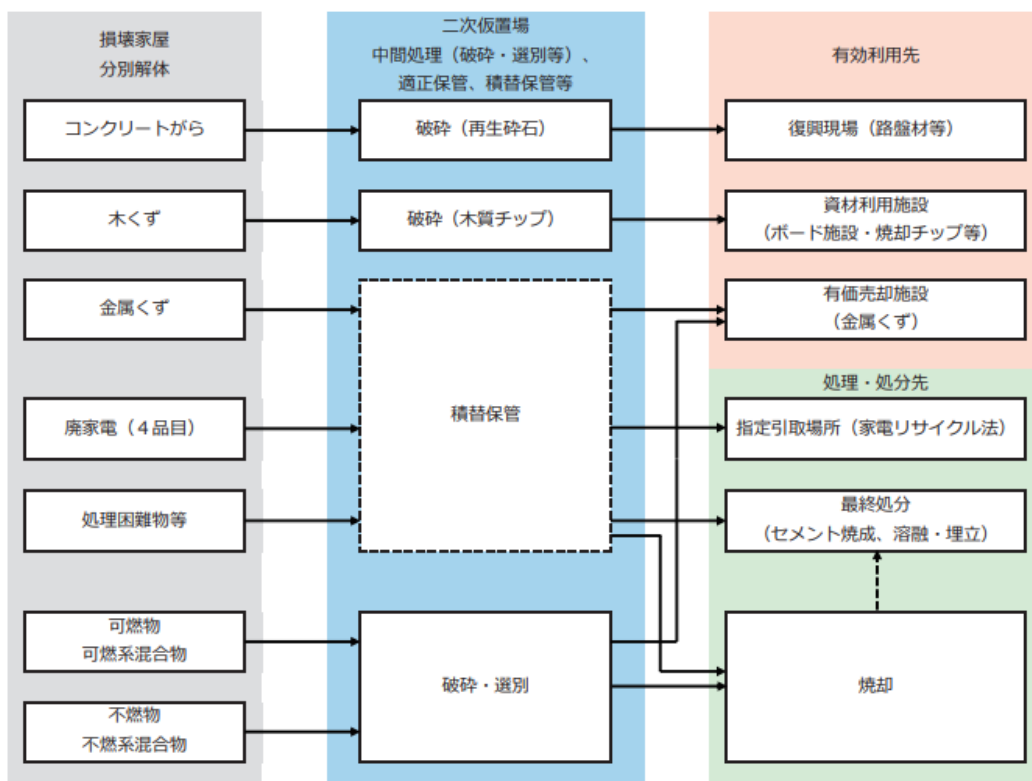 損壊家屋
分別解体
コンクリートがら
木くず
金属くず
廃家電(4品目)
処理困難物等
可燃物
可燃系混合物
不燃物
不燃系混合物
二次仮置場
中間処理(破砕・選別等)、
適正保管、積替保管等
破砕(再生砕石)
破砕(木質チップ)
積替保管
破砕・選別
有効利用先
復興現場(路盤材等)
資材利用施設
(ボード施設・焼却チップ等)
有価売却施設
(金属くず)
処理・処分先
指定引取場所(家電リサイクル法)
最終処分
(セメント焼成、溶融・埋立)
焼却